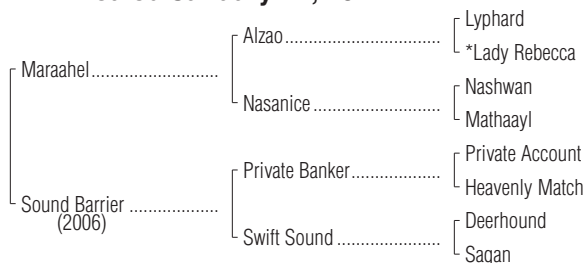 Lyphard
Alzao
*Lady Rebecca
Maraahel
Nashwan
Nasanice
Mathaayl
Private Account
Private Banker
Heavenly Match
Sound Barrier
(2006)
Deerhound
Swift Sound
Sagan